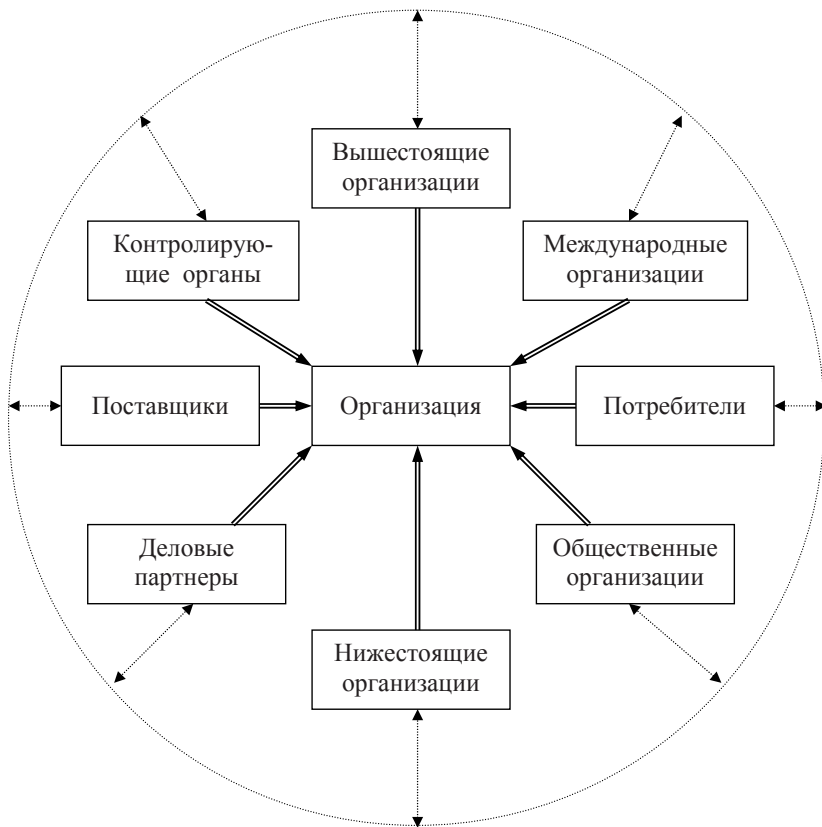 Вышестоящие
организации
Контролирую-
щие органы
Международные
организации
Поставщики
Организация
Потребители
Деловые
партнеры
Общественные
организации
Нижестоящие
организации